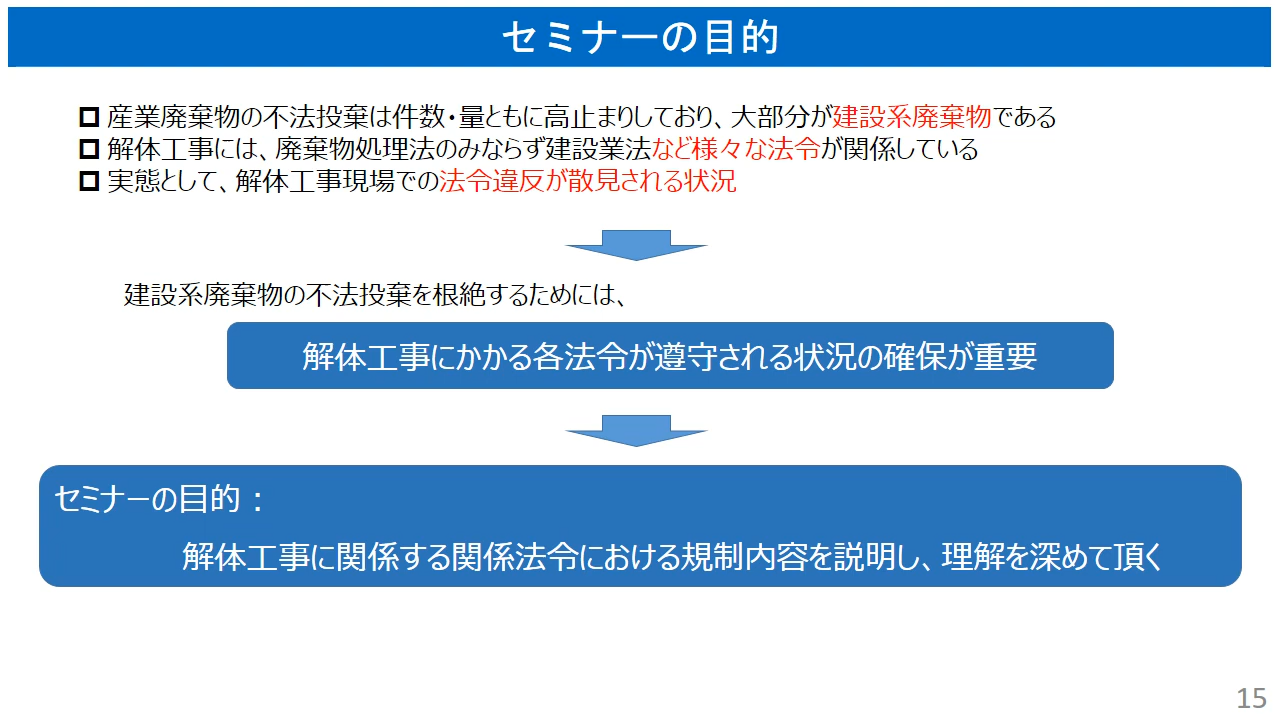 セミナーの目的
産業廃棄物の不法投棄は件数・量ともに高止まりしており、大部分が建設系廃棄物である
解体工事には、廃棄物処理法のみならず建設業法など様々な法令が関係している
実態として、解体工事現場での法令違反が散見される状況
建設系廃棄物の不法投棄を根絶するためには、
解体工事にかかる各法令が遵守される状況の確保が重要
セミナーの目的：
解体工事に関係する関係法令における規制内容を説明し、理解を深めて頂く
15